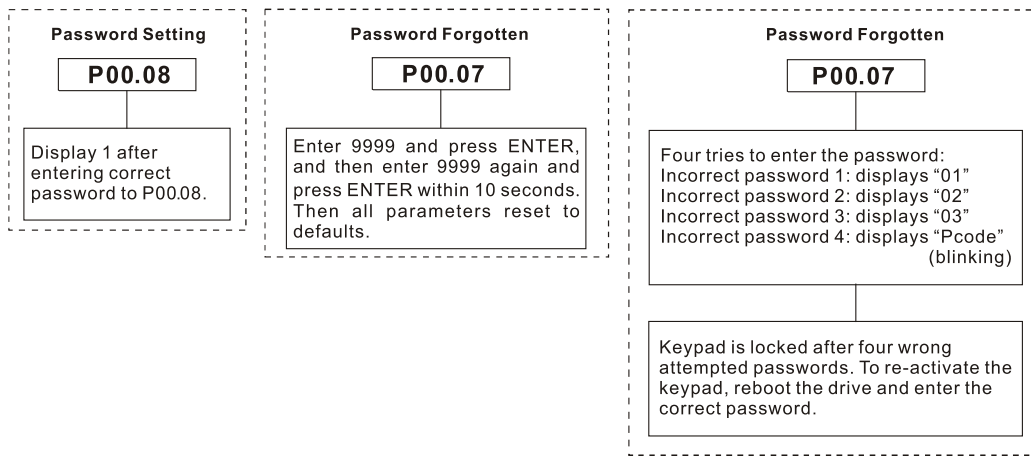 Password Setting
P00.08
Display 1 after
entering correct
password to P00.08.
Password Forgotten
P00.07
Enter 9999 and press ENTER,
and then enter 9999 again and
press ENTER within 10 seconds.
Then all parameters reset to
defaults.
Password Forgotten
P00.07
Four tries to enter the password:
Incorrect password 1: displays “01”
Incorrect password 2: displays “02”
Incorrect password 3: displays “03”
Incorrect password 4: displays “Pcode”
(blinking)
Keypad is locked after four wrong
attempted passwords. To re-activate the
keypad, reboot the drive and enter the
correct password.